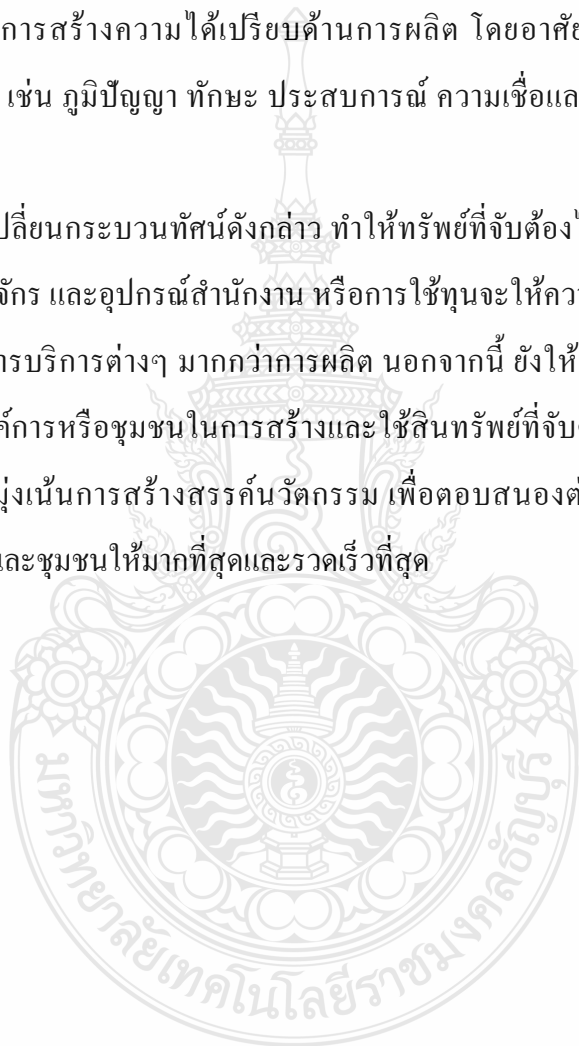 การสร้างความได้เปรียบด้านการผลิต โดยอาศัย
เช่น ภูมิปัญญา ทักษะ ประสบการณ์ ความเชื่อแล
ปลี่ยนกระบวนทัศน์ดังกล่าว ทำให้ทรัพย์ที่จับต้อง
จักร และอุปกรณ์สำนักงาน หรือการใช้ทุนจะให้ควา
ารบริการต่างๆ มากกว่าการผลิต นอกจากนี้ ยังให้
ค์การหรือชุมชนในการสร้างและใช้สินทรัพย์ที่จับ
มุ่งเน้นการสร้างสรรค์นวัตกรรม เพื่อตอบสนองต่
ละชุมชนให้มากที่สุดและรวดเร็วที่สุด
มหาวิทยาลัยเทคโนโลยีราชมงคลธัญบุรี